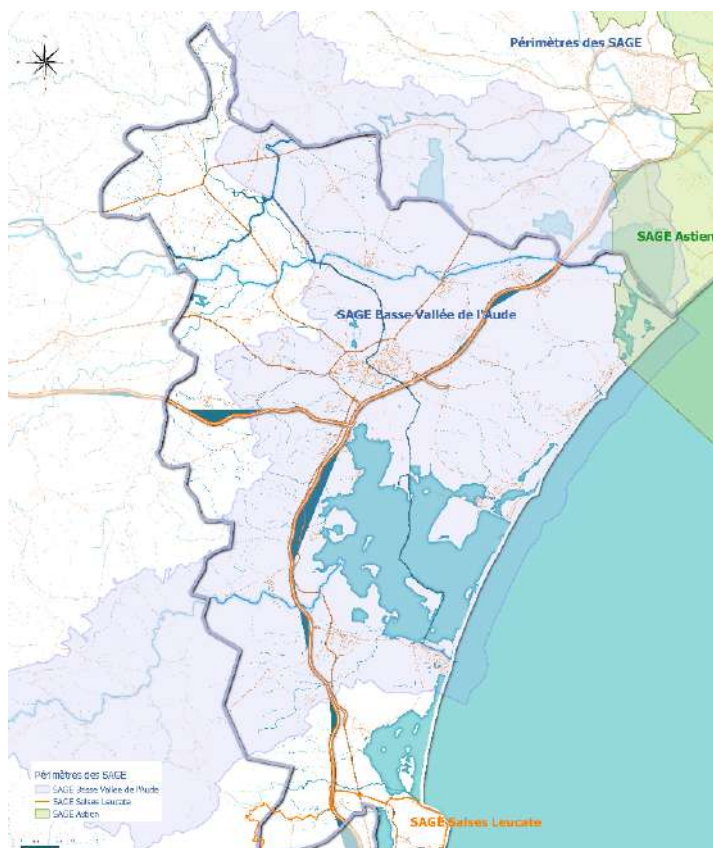 Périmètres des SAGE
SAGE Astien
SAGE Basse Vallée de l'Aude
Périmètres des SAGE
SAGE Basse Vallée de l'Aude
SAGE Salses Leucate
SAGE Astien
SAGE Salses Leucate